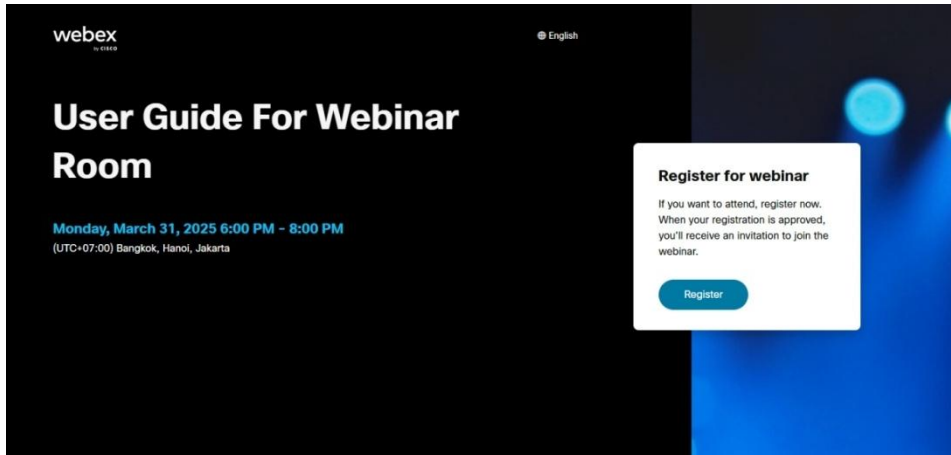 webex
by CISCO
English
User Guide For Webinar
Room
Monday, March 31, 2025 6:00 PM - 8:00 PM
(UTC+07:00) Bangkok, Hanoi, Jakarta
Register for webinar
If you want to attend, register now.
When your registration is approved,
you'll receive an invitation to join the
webinar.
Register